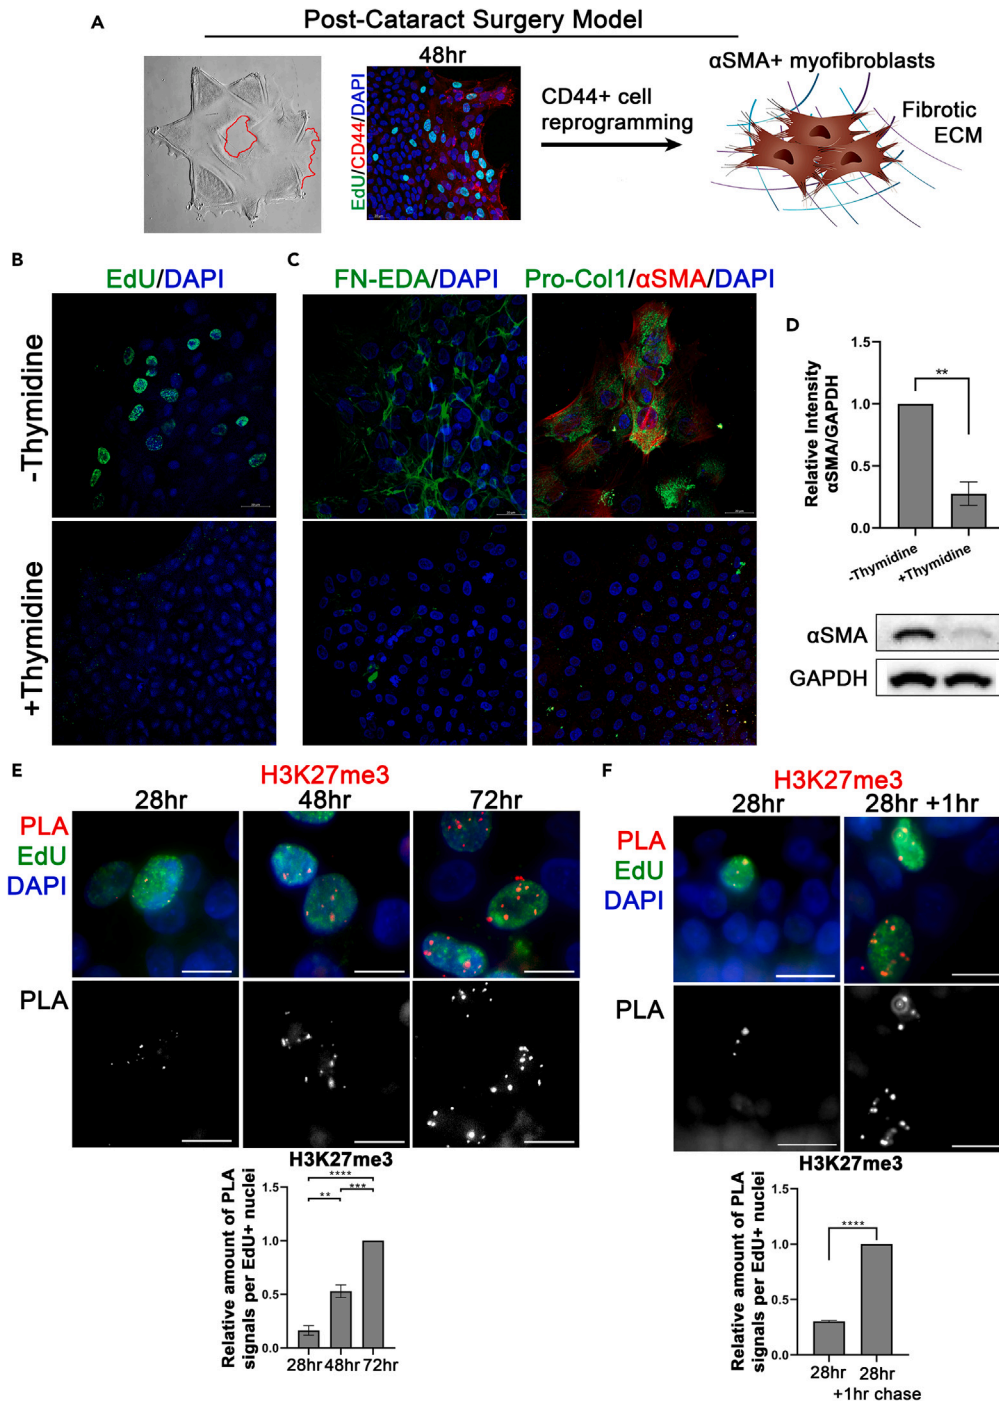 A
Post-Cataract Surgery Model
48hr
EdU/CD44/DAPI
CD44+ cell
reprogramming
αSMA+ myofibroblasts
Fibrotic
ECM
B
EdU/DAPI
C
FN-EDA/DAPI
Pro-Col1/αSMA/DAPI
-Thymidine
+Thymidine
D
Relative Intensity
αSMA/GAPDH
1.5
1.0
0.5
0.0
**
-Thymidine
+Thymidine
αSMA
GAPDH
E
H3K27me3
28hr
48hr
72hr
PLA
EdU
DAPI
PLA
H3K27me3
Relative amount of PLA
signals per EdU+ nuclei
1.5
1.0
0.5
0.0
****
**
***
28hr
48hr
72hr
F
H3K27me3
28hr
28hr +1hr
PLA
EdU
DAPI
PLA
H3K27me3
Relative amount of PLA
signals per EdU+ nuclei
1.5
1.0
0.5
0.0
****
28hr
28hr
+1hr chase